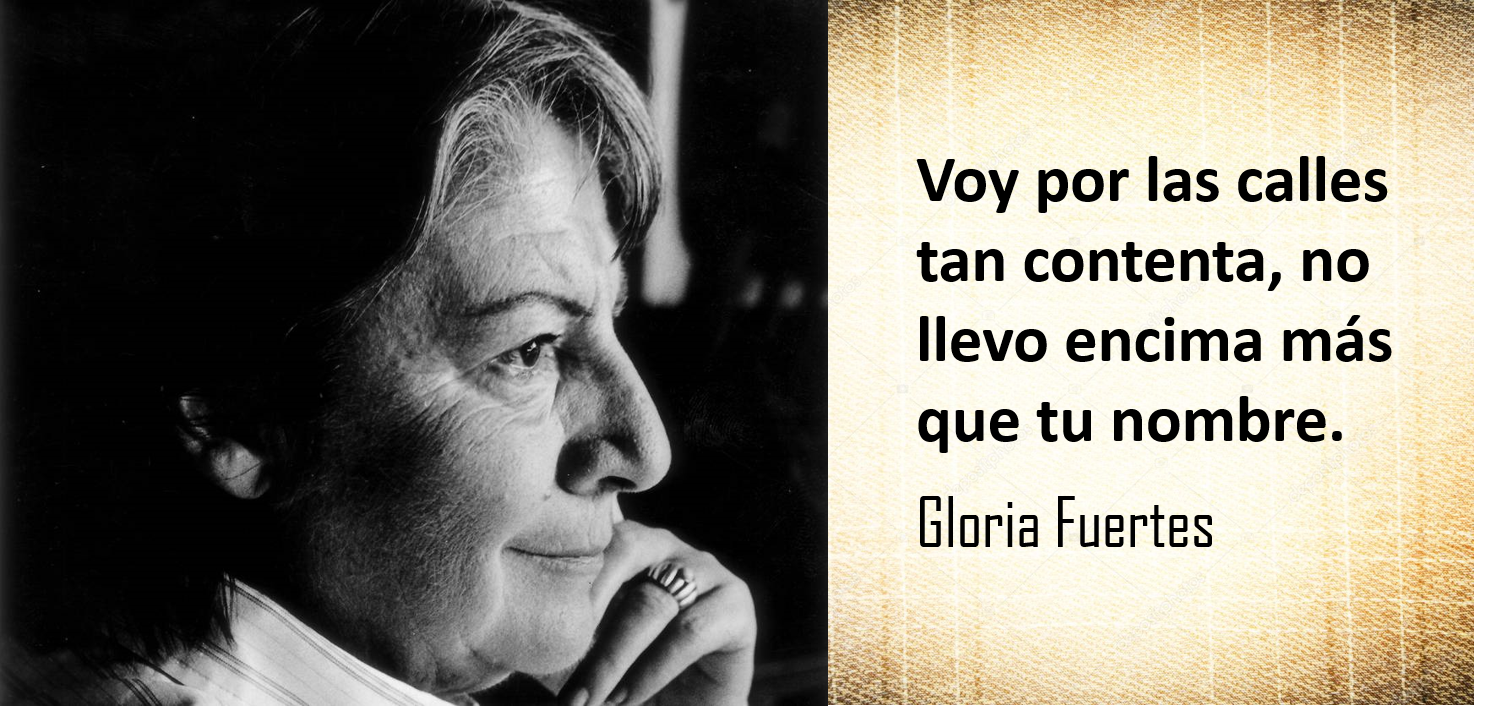 Voy por las calles
tan contenta, no
llevo encima más
que tu nombre.
Gloria Fuertes